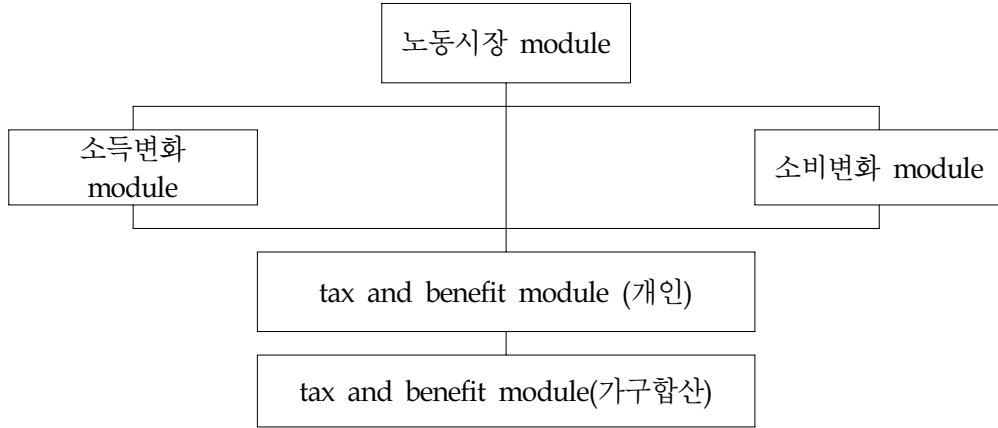 노동시장 module
소득변화
module
소비변화 module
tax and benefit module (개인)
tax and benefit module(가구합산)